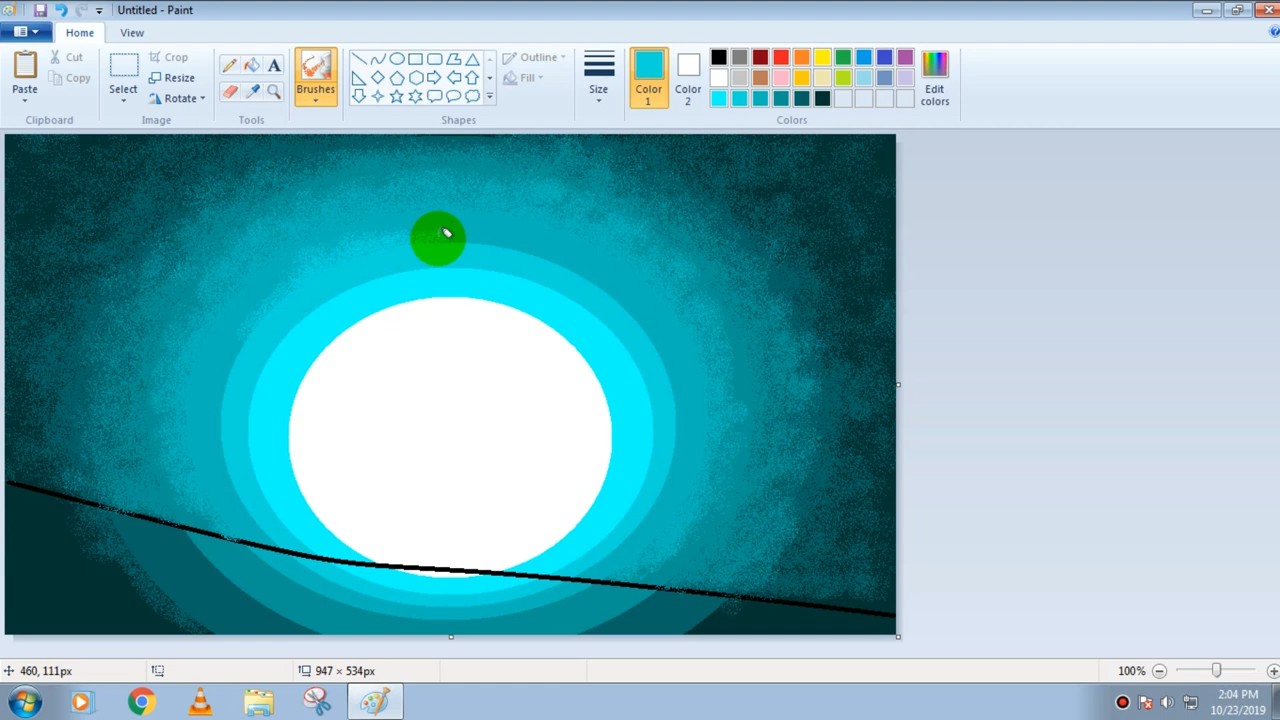 Untitled - Paint
Home
View
Paste
Cut
Copy
Clipboard
Select
Crop
Resize
Rotate
Image
A
Tools
Brushes
Outline
Fill
Shapes
Size
Color
1
Color
2
Edit
colors
Colors
460, 111px
947 × 534px
100%
2:04 PM
10/23/2019